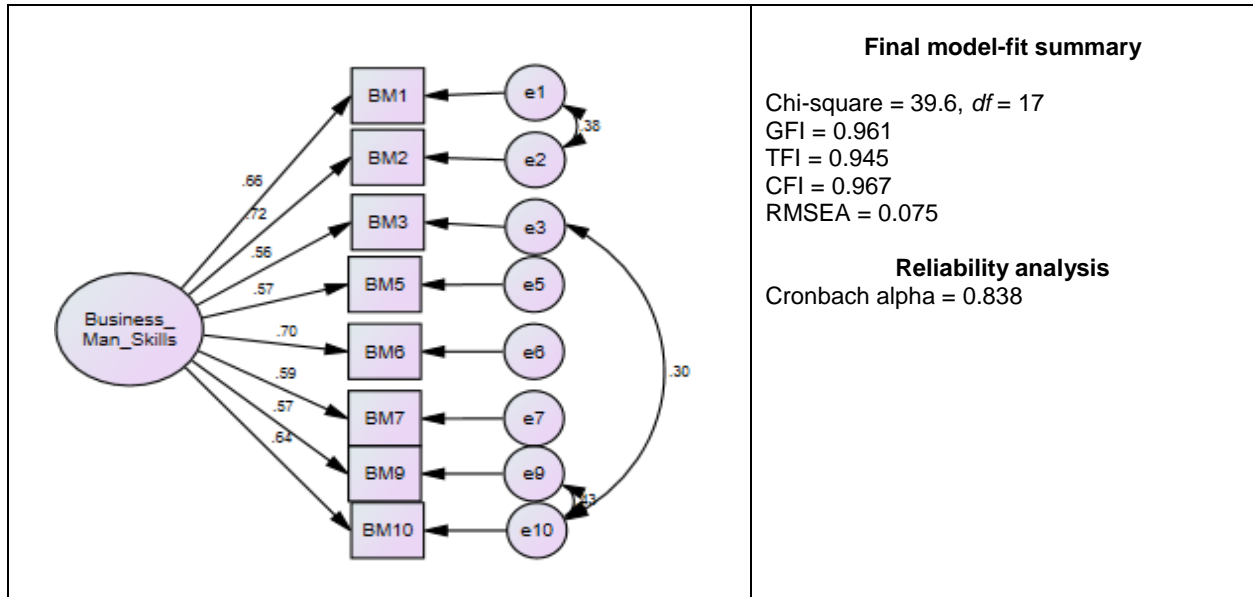 BM1
e1
.38
BM2
e2
.66
.72
BM3
e3
.56
.57
BM5
e5
Business_
Man_Skills
.70
BM6
e6
.30
.59
BM7
e7
.57
.64
BM9
e9
BM10
e10
Final model-fit summary
Chi-square = 39.6, df = 17
GFI = 0.961
TFI = 0.945
CFI = 0.967
RMSEA = 0.075
Reliability analysis
Cronbach alpha = 0.838